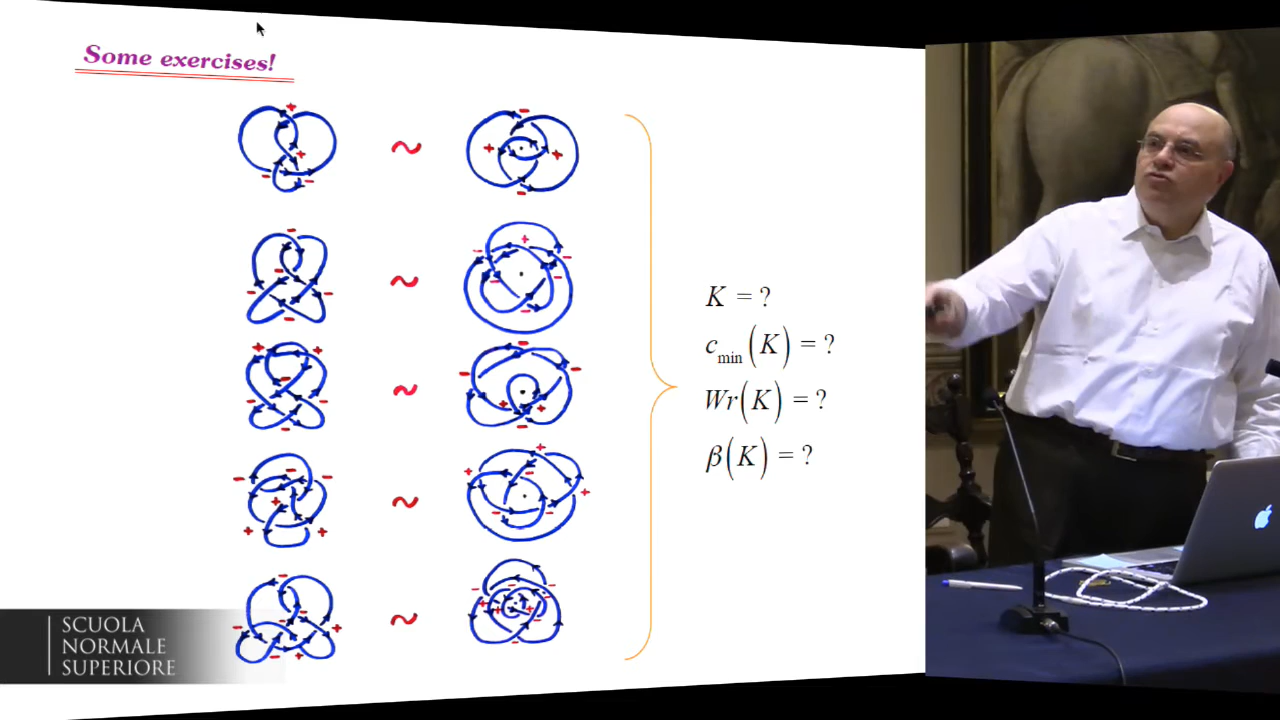 Some exercises!
~
~
~
~
~
K = ?
c_min(K) = ?
Wr(K) = ?
β(K) = ?
SCUOLA
NORMALE
SUPERIORE